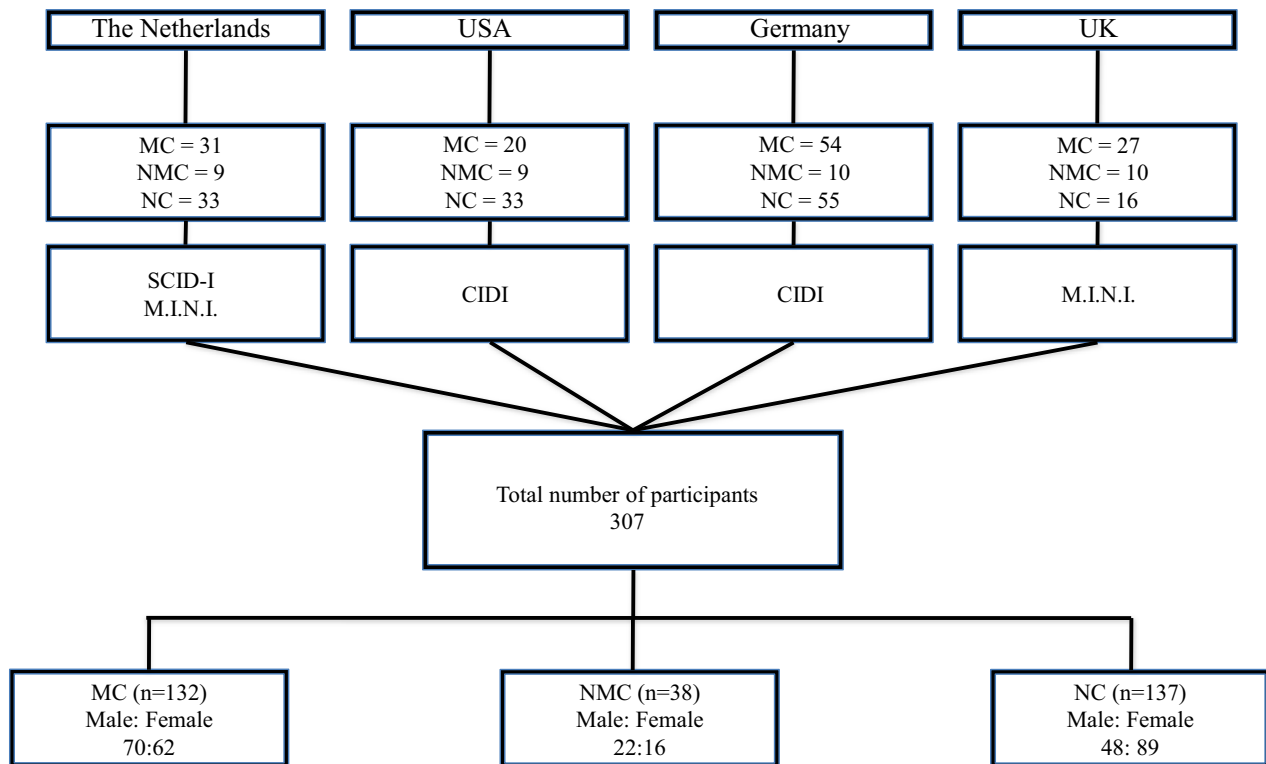 The Netherlands
USA
Germany
UK
MC = 31
NMC = 9
NC = 33
MC = 20
NMC = 9
NC = 33
MC = 54
NMC = 10
NC = 55
MC = 27
NMC = 10
NC = 16
SCID-I
M.I.N.I.
CIDI
CIDI
M.I.N.I.
Total number of participants
307
MC (n=132)
Male: Female
70:62
NMC (n=38)
Male: Female
22:16
NC (n=137)
Male: Female
48: 89